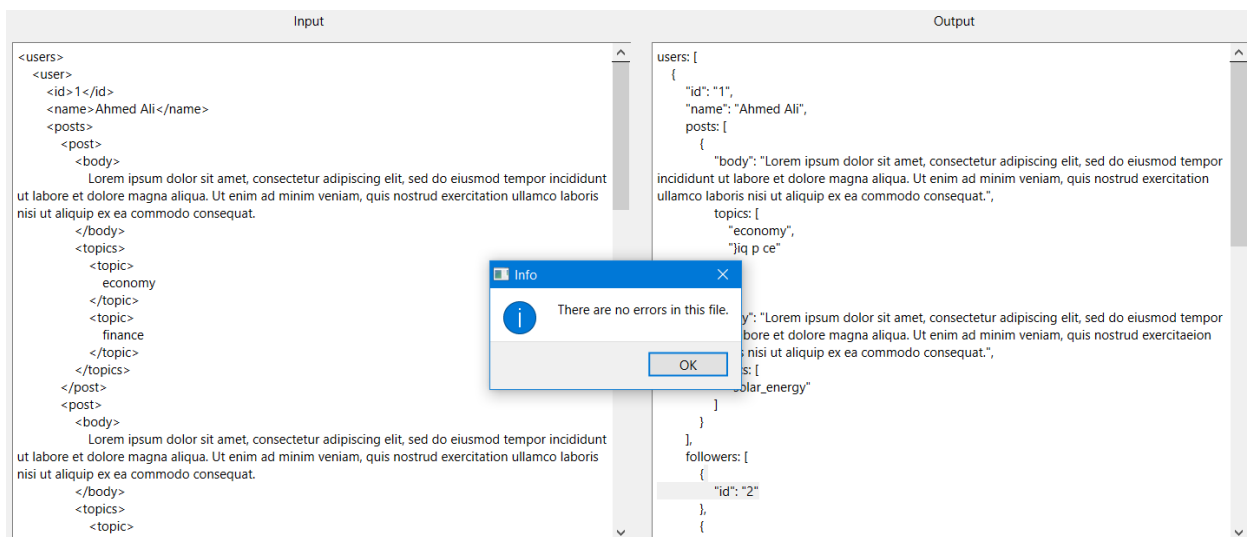 Input
<users>
<user>
<id>1</id>
<name>Ahmed Ali</name>
<posts>
<post>
<body>
Lorem ipsum dolor sit amet, consectetur adipiscing elit, sed do eiusmod tempor incididunt
ut labore et dolore magna aliqua. Ut enim ad minim veniam, quis nostrud exercitation ullamco laboris
nisi ut aliquip ex ea commodo consequat.
</body>
<topics>
<topic>
economy
</topic>
<topic>
finance
</topic>
</topics>
</post>
<post>
<body>
Lorem ipsum dolor sit amet, consectetur adipiscing elit, sed do eiusmod tempor incididunt
ut labore et dolore magna aliqua. Ut enim ad minim veniam, quis nostrud exercitation ullamco laboris
nisi ut aliquip ex ea commodo consequat.
</body>
<topics>
<topic>
Output
users: [
{
"id": "1",
"name": "Ahmed Ali",
posts: [
{
"body": "Lorem ipsum dolor sit amet, consectetur adipiscing elit, sed do eiusmod tempor
incididunt ut labore et dolore magna aliqua. Ut enim ad minim veniam, quis nostrud exercitation
ullamco laboris nisi ut aliquip ex ea commodo consequat.",
topics: [
"economy",
"}iq p ce"
y": "Lorem ipsum dolor sit amet, consectetur adipiscing elit, sed do eiusmod tempor
bore et dolore magna aliqua. Ut enim ad minim veniam, quis nostrud exercitaeion
nisi ut aliquip ex ea commodo consequat.",
cs: [
solar_energy"
]
}
],
followers: [
{
"id": "2"
},
{
Info
There are no errors in this file.
OK